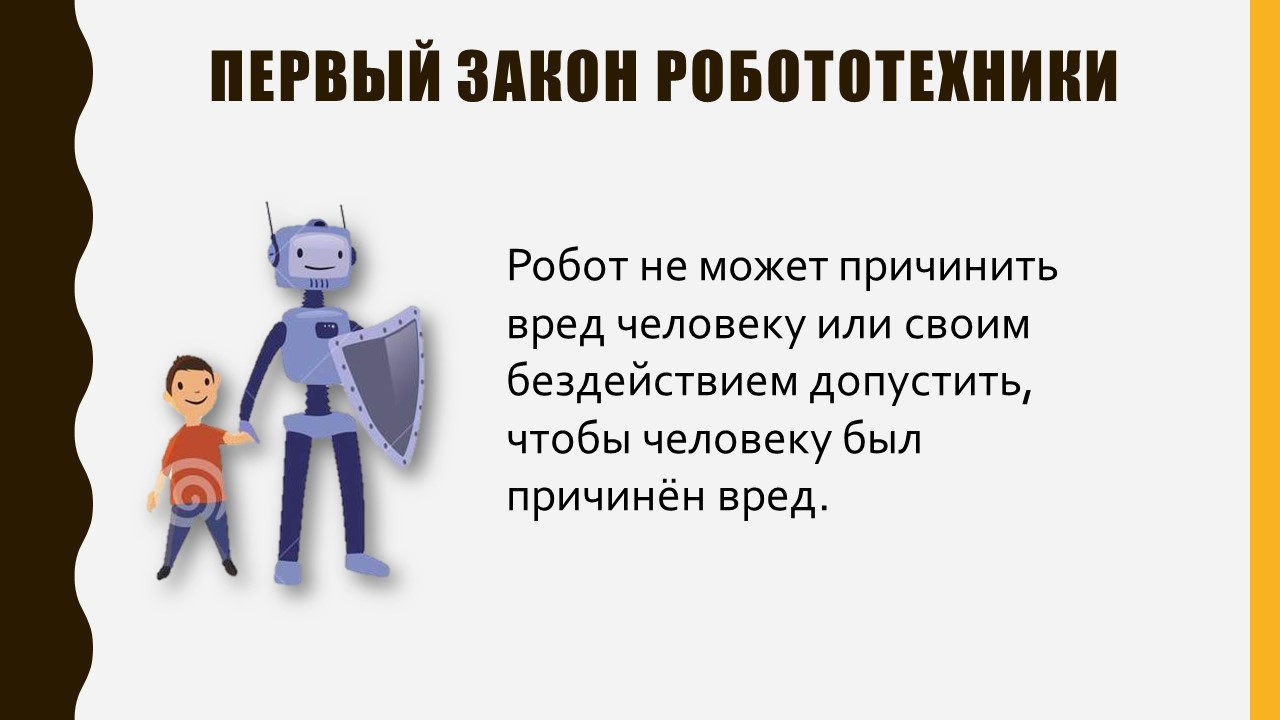 ПЕРВЫЙ ЗАКОН РОБОТОТЕХНИКИ
Робот не может причинить
вред человеку или своим
бездействием допустить,
чтобы человеку был
причинён вред.